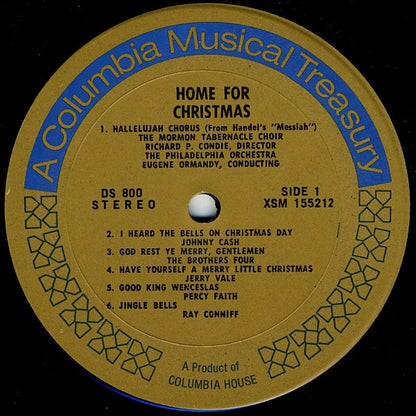 A Columbia Musical Treasury
HOME FOR
CHRISTMAS
1. HALLELUJAH CHORUS (From Handel's "Messiah")
THE MORMON TABERNACLE CHOIR
RICHARD P. CONDIE, DIRECTOR
THE PHILADELPHIA ORCHESTRA
EUGENE ORMANDY, CONDUCTING
DS 800 SIDE 1
STEREO XSM 155212
2. I HEARD THE BELLS ON CHRISTMAS DAY
JOHNNY CASH
3. GOD REST YE MERRY, GENTLEMEN
THE BROTHERS FOUR
4. HAVE YOURSELF A MERRY LITTLE CHRISTMAS
JERRY VALE
5. GOOD KING WENCESLAS
PERCY FAITH
6. JINGLE BELLS
RAY CONNIFF
A Product of
COLUMBIA HOUSE